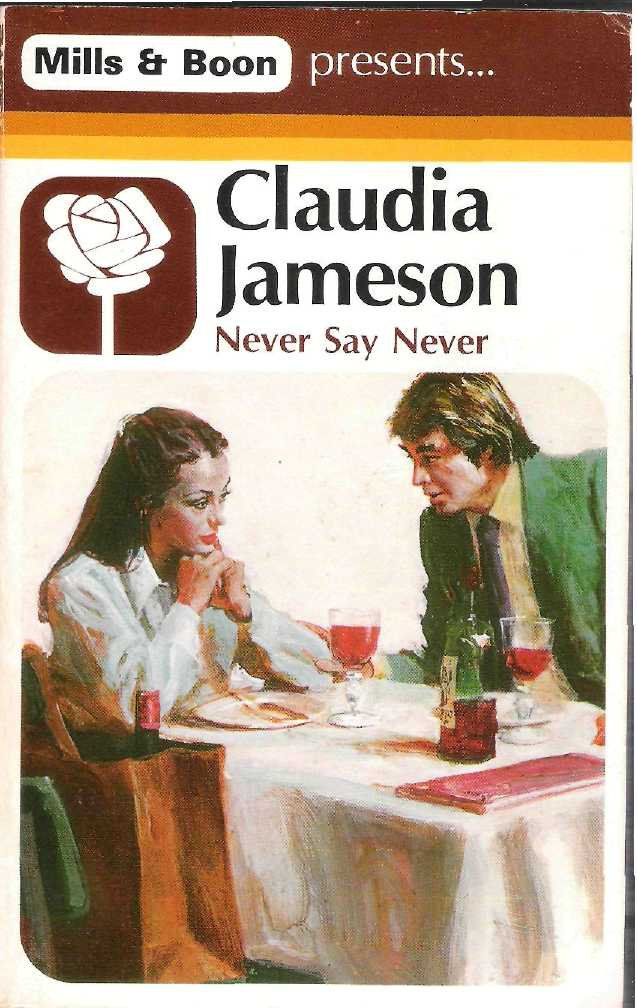 Mills & Boon presents...
Claudia
Jameson
Never Say Never